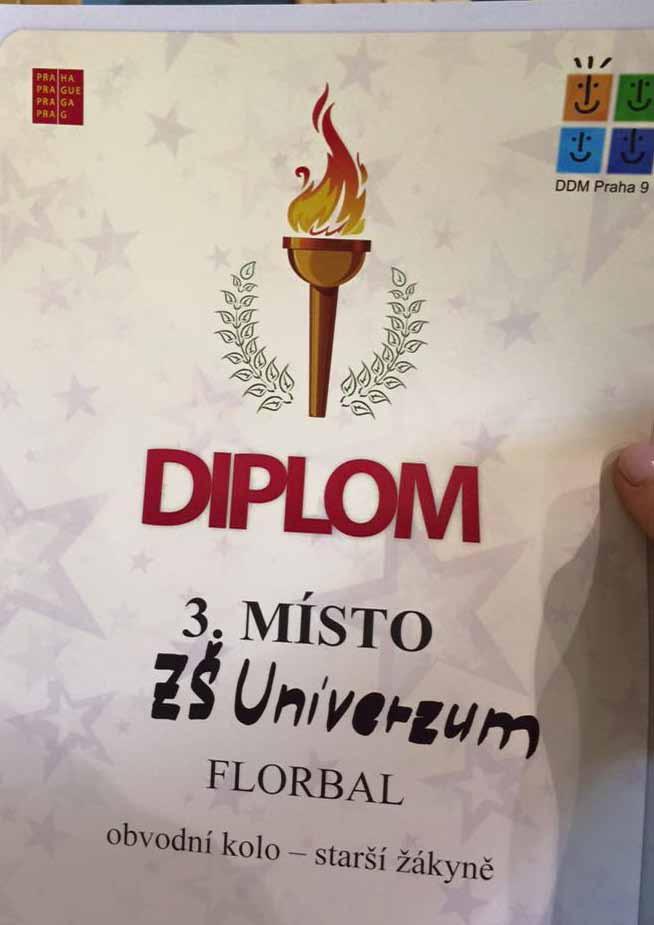 PRA HA
PRA GUE
PRA GA
PRA G
DDM Praha 9
DIPLOM
3. MÍSTO
ZŠ Univerzum
FLORBAL
obvodní kolo – starší žákyně